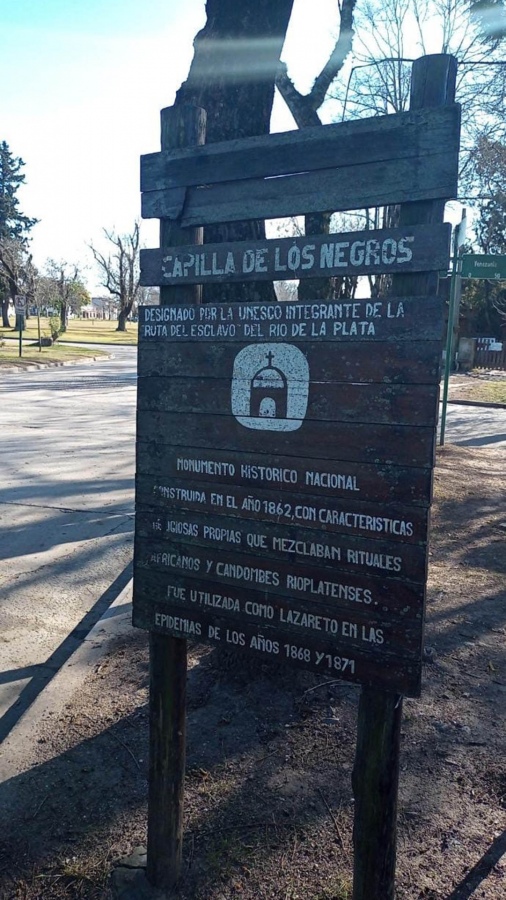 CAPILLA DE LOS NEGROS
DESIGNADO POR LA UNESCO INTEGRANTE DE LA
"RUTA DEL ESCLAVO" DEL RIO DE LA PLATA
MONUMENTO HISTORICO NACIONAL
CONSTRUIDA EN EL AÑO 1862, CON CARACTERISTICAS
RELIGIOSAS PROPIAS QUE MEZCLABAN RITUALES
AFRICANOS Y CANDOMBES RIOPLATENSES.
FUE UTILIZADA COMO LAZARETO EN LAS
EPIDEMIAS DE LOS AÑOS 1868 Y 1871
Venezuela